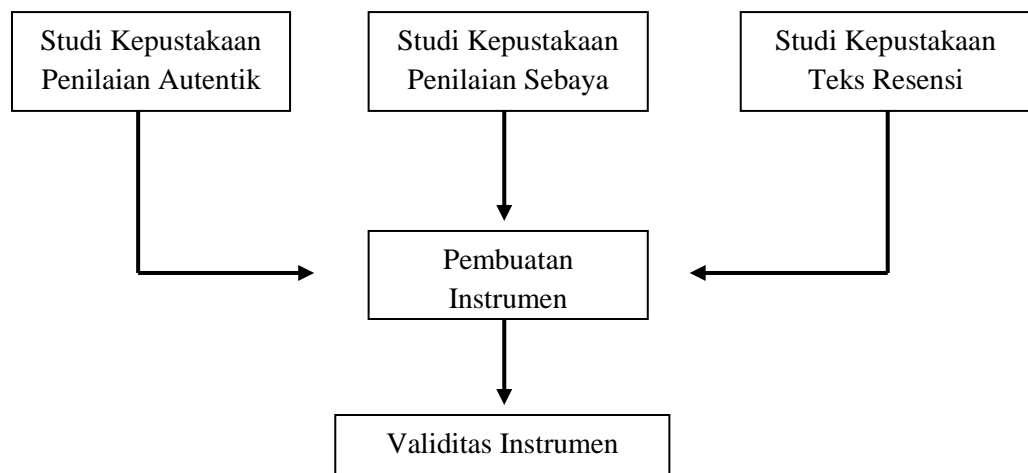 Studi Kepustakaan
Penilaian Autentik
Studi Kepustakaan
Penilaian Sebaya
Studi Kepustakaan
Teks Resensi
Pembuatan
Instrumen
Validitas Instrumen